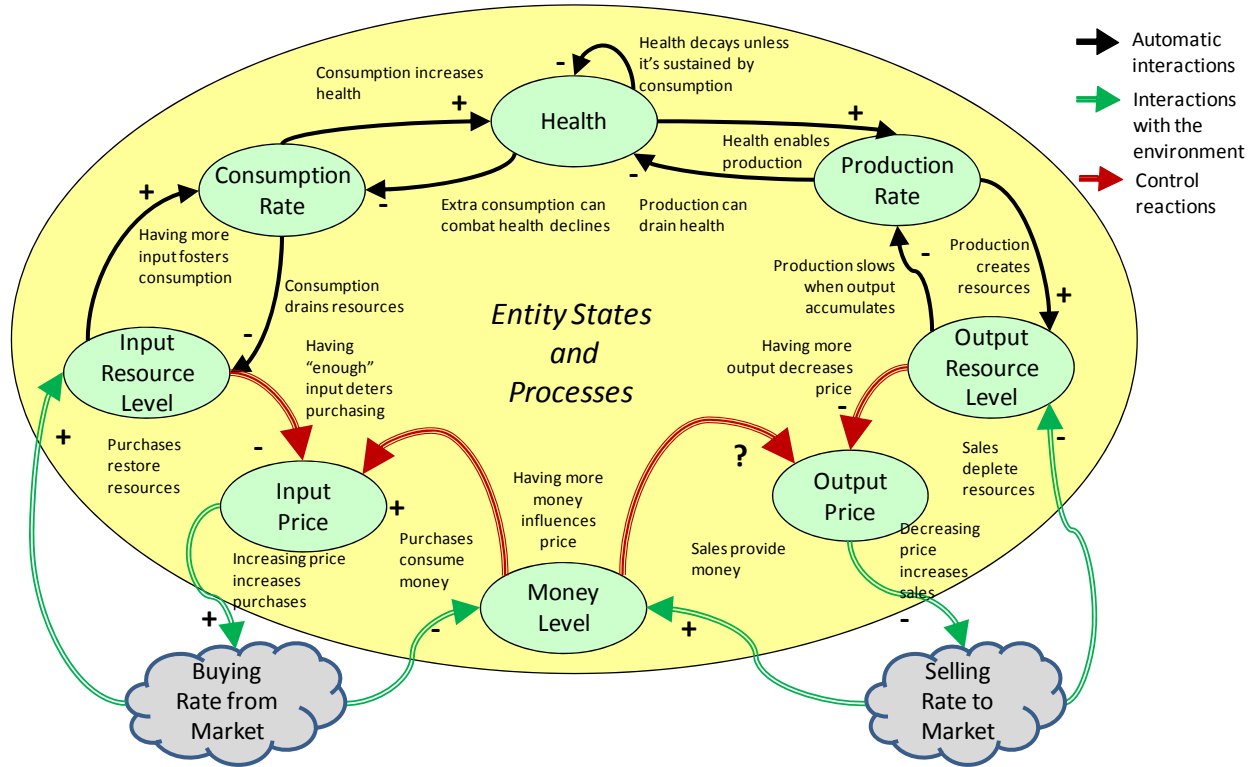 Health decays unless
it's sustained by
consumption
-
Automatic
interactions
Consumption increases
health
+
Health
+
Interactions
with the
environment
Health enables
production
-
Production
Rate
Control
reactions
Consumption
Rate
+
-
Extra consumption can
combat health declines
Production can
drain health
Having more
input fosters
consumption
Production
creates
resources
-
Production slows
when output
accumulates
Consumption
drains resources
+
Entity States
and
Processes
-
Input
Resource
Level
Having
“enough”
input deters
purchasing
Having more
output decreases
price
Output
Resource
Level
-
+
Purchases
restore
resources
-
?
-
Sales
deplete
resources
Input
Price
+
Having more
money
influences
price
Output
Price
Purchases
consume
money
Sales provide
money
Decreasing
price
increases
sales
Increasing price
increases
purchases
+
-
Money
Level
+
-
Buying
Rate from
Market
Selling
Rate to
Market